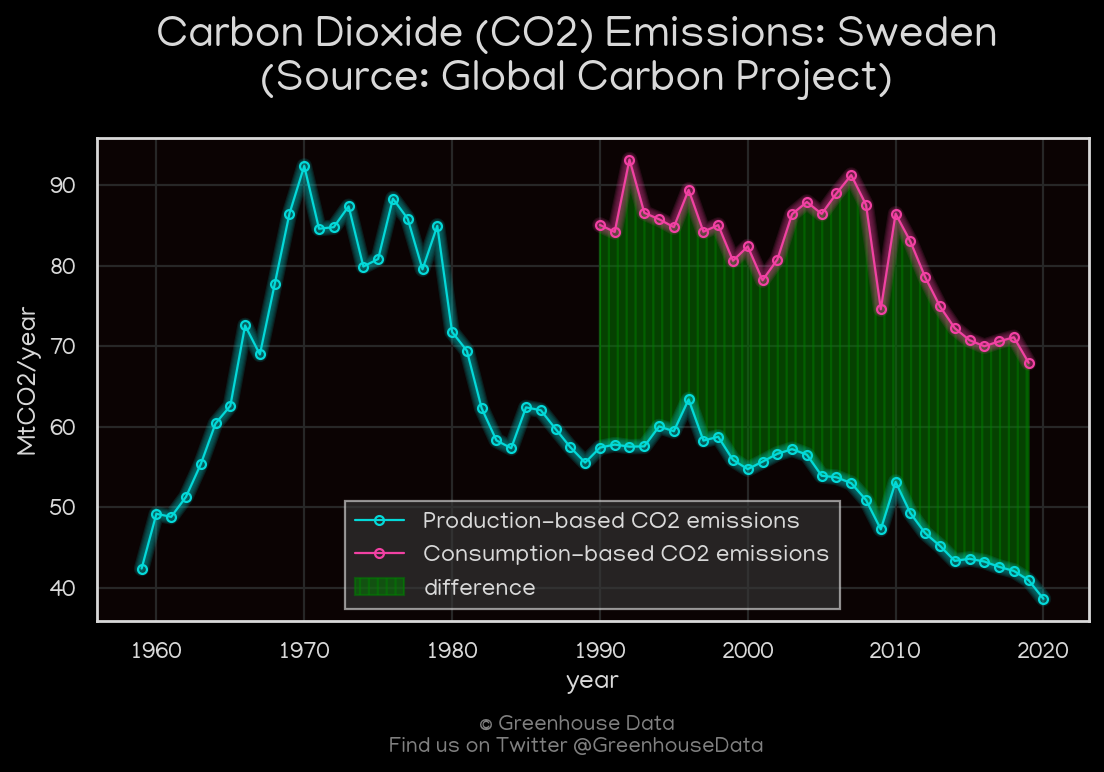 Carbon Dioxide (CO2) Emissions: Sweden
(Source: Global Carbon Project)
MtCO2/year
90
80
70
60
50
40
Production-based CO2 emissions
Consumption-based CO2 emissions
difference
1960 1970 1980 1990 2000 2010 2020
year
© Greenhouse Data
Find us on Twitter @GreenhouseData